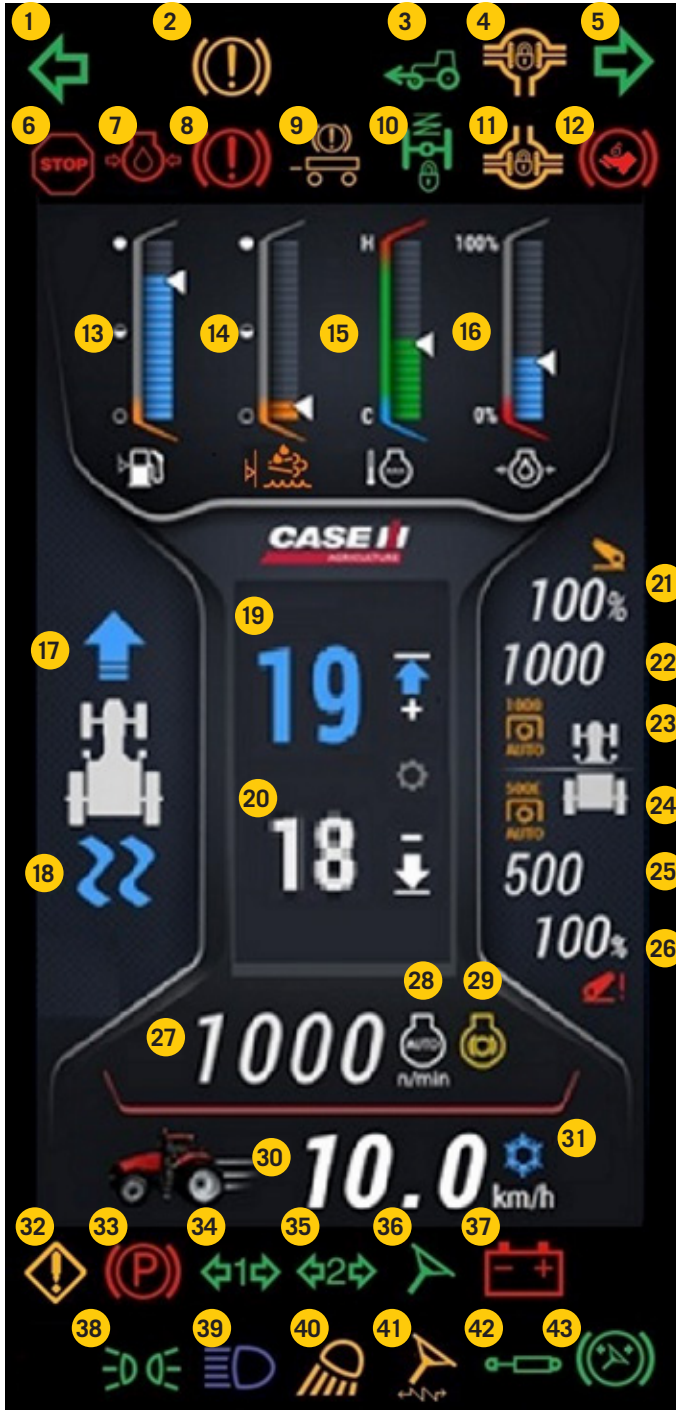 1 2 3 4 5
6 7 8 9 10 11 12
STOP
H 100%
13 14 15 16
C 0%
CASE IH
AGRICULTURE
21
100%
19
17 1000 22
19 +
1000 23
AUTO
20
500E 24
AUTO
18 18 -
500 25
100% 26
28 29 !
27 1000 AUTO
n/min
30 10.0 31
km/h
32 33 34 35 36 37
P 1 2 - +
38 39 40 41 42 43